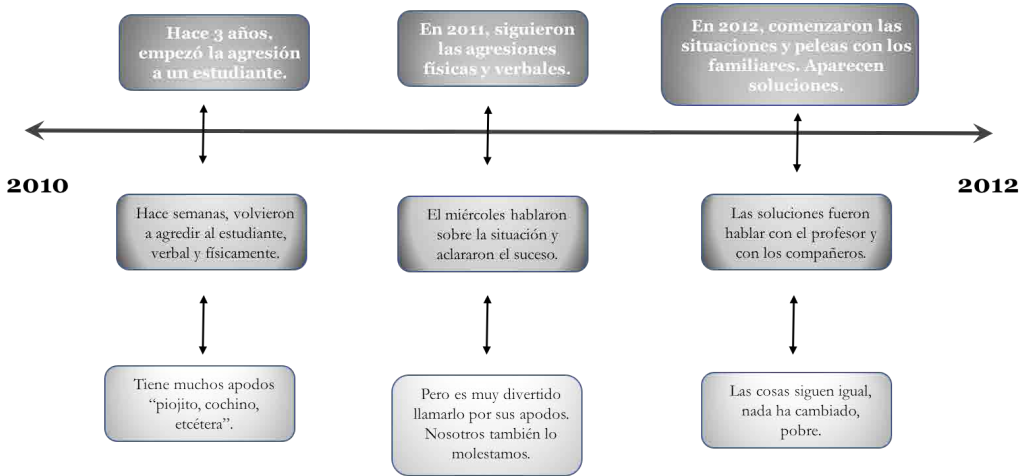 Hace 3 años,
empezó la agresión
a un estudiante.
En 2011, siguieron
las agresiones
físicas y verbales.
En 2012, comenzaron las
situaciones y peleas con los
familiares. Aparecen
soluciones.
2010
2012
Hace semanas, volvieron
a agredir al estudiante,
verbal y físicamente.
El miércoles hablaron
sobre la situación y
aclararon el suceso.
Las soluciones fueron
hablar con el profesor y
con los compañeros.
Tiene muchos apodos
“piojito, cochino,
etcétera”.
Pero es muy divertido
llamarlo por sus apodos.
Nosotros también lo
molestamos.
Las cosas siguen igual,
nada ha cambiado,
pobre.